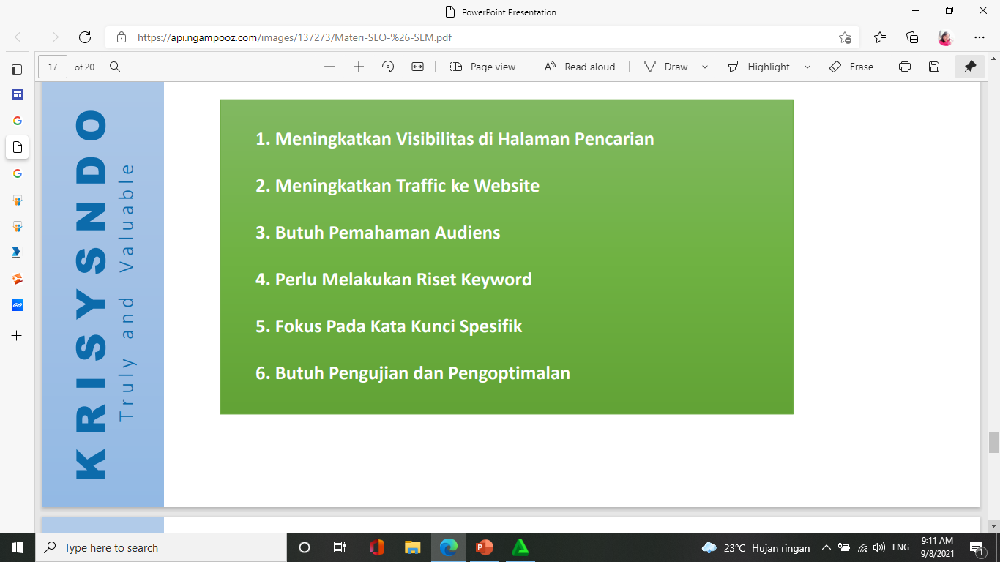 PowerPoint Presentation
https://api.ngampooz.com/images/137273/Materi-SEO-%26-SEM.pdf
17 of 20
Page view
Read aloud
Draw
Highlight
Erase
KRISYSNDO
Truly and Valuable
1. Meningkatkan Visibilitas di Halaman Pencarian
2. Meningkatkan Traffic ke Website
3. Butuh Pemahaman Audiens
4. Perlu Melakukan Riset Keyword
5. Fokus Pada Kata Kunci Spesifik
6. Butuh Pengujian dan Pengoptimalan
Type here to search
23°C Hujan ringan
ENG
9:11 AM
9/8/2021
1